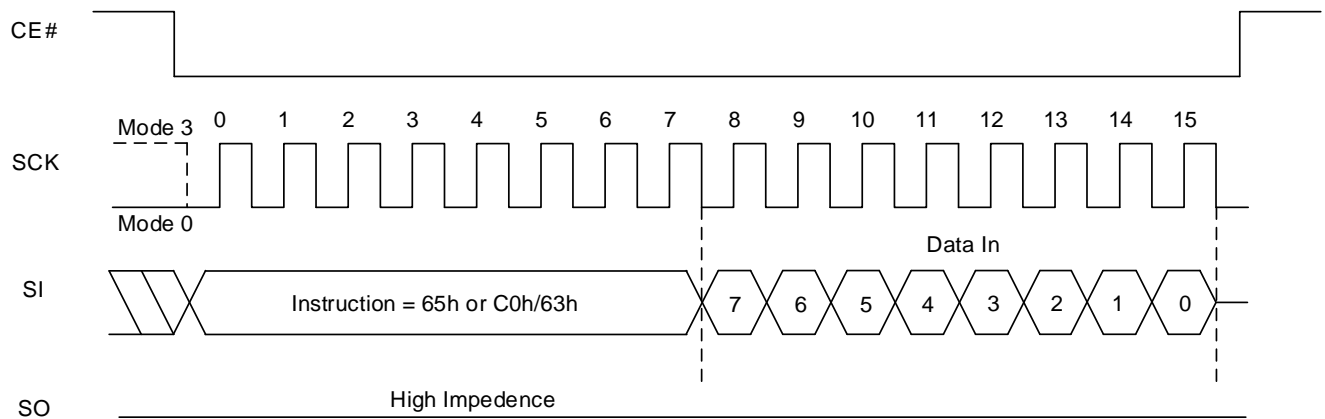 CE#
Mode 3 0 1 2 3 4 5 6 7 8 9 10 11 12 13 14 15
SCK
Mode 0
Data In
SI Instruction = 65h or C0h/63h 7 6 5 4 3 2 1 0
High Impedence
SO